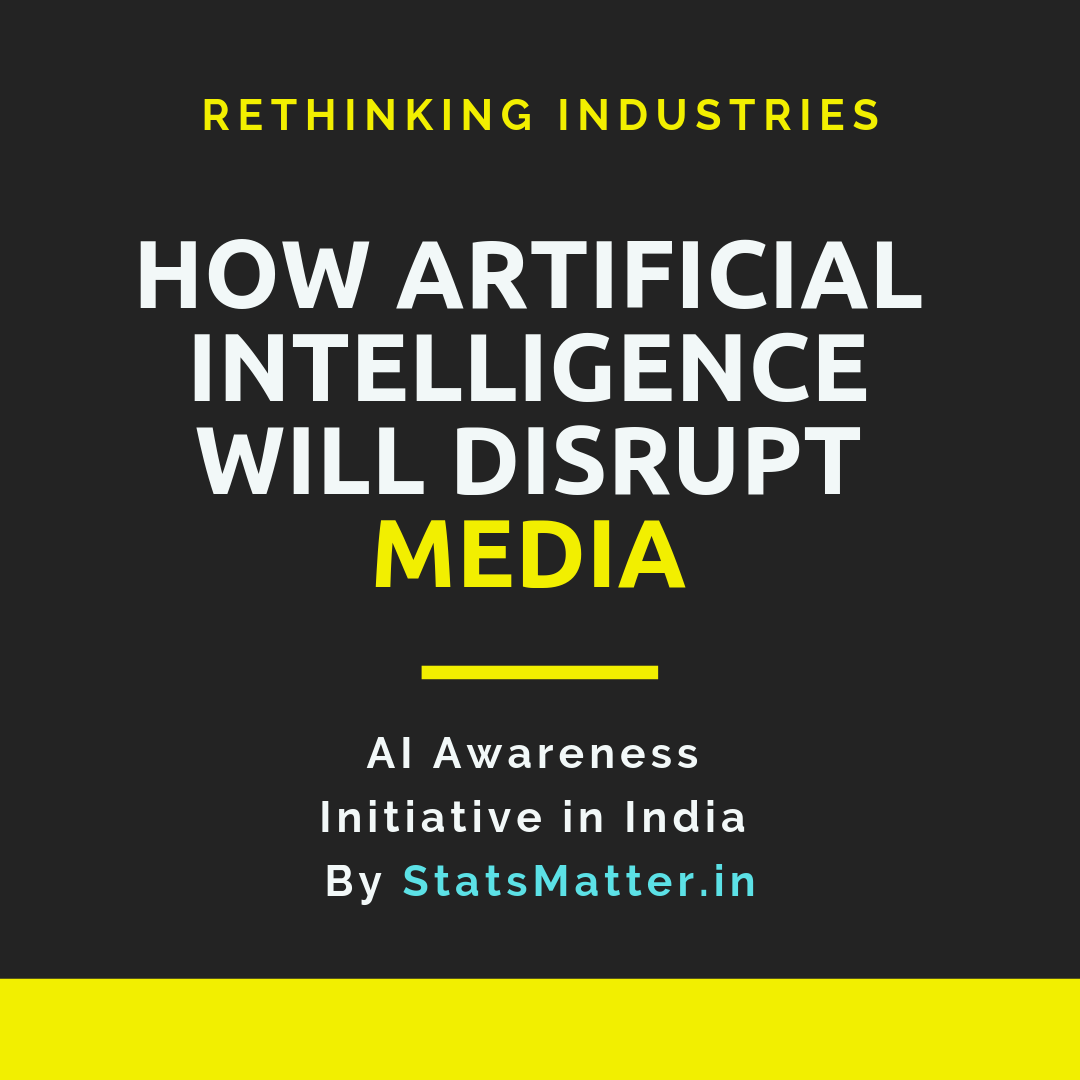 RETHINKING INDUSTRIES
HOW ARTIFICIAL
INTELLIGENCE
WILL DISRUPT
MEDIA
AI Awareness
Initiative in India
By StatsMatter.in